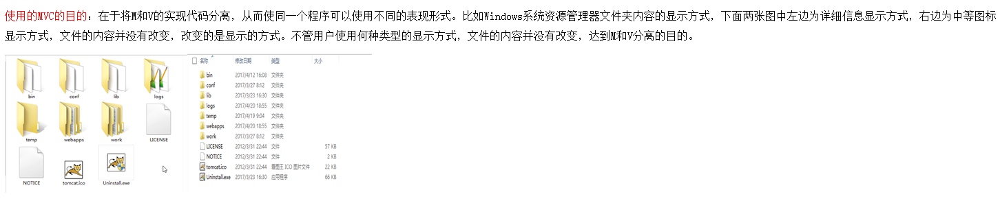 使用的MVC的目的：在于将M和V的实现代码分离，从而使同一个程序可以使用不同的表现形式。比如Windows系统资源管理器文件夹内容的显示方式，下面两张图中左边为详细信息显示方式，右边为中等图标
显示方式，文件的内容并没有改变，改变的是显示的方式。不管用户使用何种类型的显示方式，文件的内容并没有改变，达到M和V分离的目的。
bin conf lib logs
temp webapps work LICENSE
NOTICE tomcat.ico Uninstall.exe
名称 修改日期 类型 大小
bin 2017/4/12 16:08 文件夹
conf 2017/3/27 8:12 文件夹
lib 2017/3/23 16:30 文件夹
logs 2017/4/20 18:55 文件夹
temp 2017/4/19 9:04 文件夹
webapps 2017/4/20 18:55 文件夹
work 2017/3/27 8:12 文件夹
LICENSE 2012/3/31 22:44 文件 57 KB
NOTICE 2012/3/31 22:44 文件 2 KB
tomcat.ico 2012/3/31 22:44 看图王 ICO 图片文件 22 KB
Uninstall.exe 2017/3/23 16:30 应用程序 66 KB